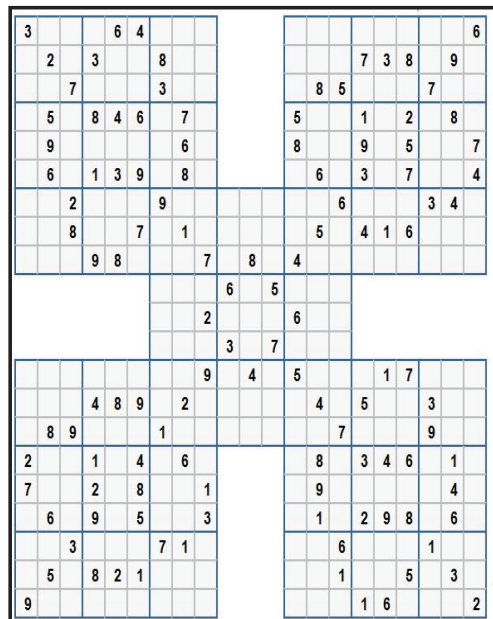 3 6 4 6
2 3 8 7 3 8 9
7 3 8 5 7
5 8 4 6 7 5 1 2 8
9 6 8 9 5 7
6 1 3 9 8 6 3 7 4
2 9 6 3 4
8 7 1 5 4 1 6
9 8 7 8 4
6 5
2 6
3 7
9 4 5 1 7
4 8 9 2 4 5 3
8 9 1 7 9
2 1 4 6 8 3 4 6 1
7 2 8 1 9 4
6 9 5 3 1 2 9 8 6
3 7 1 6 1
5 8 2 1 1 5 3
9 1 6 2